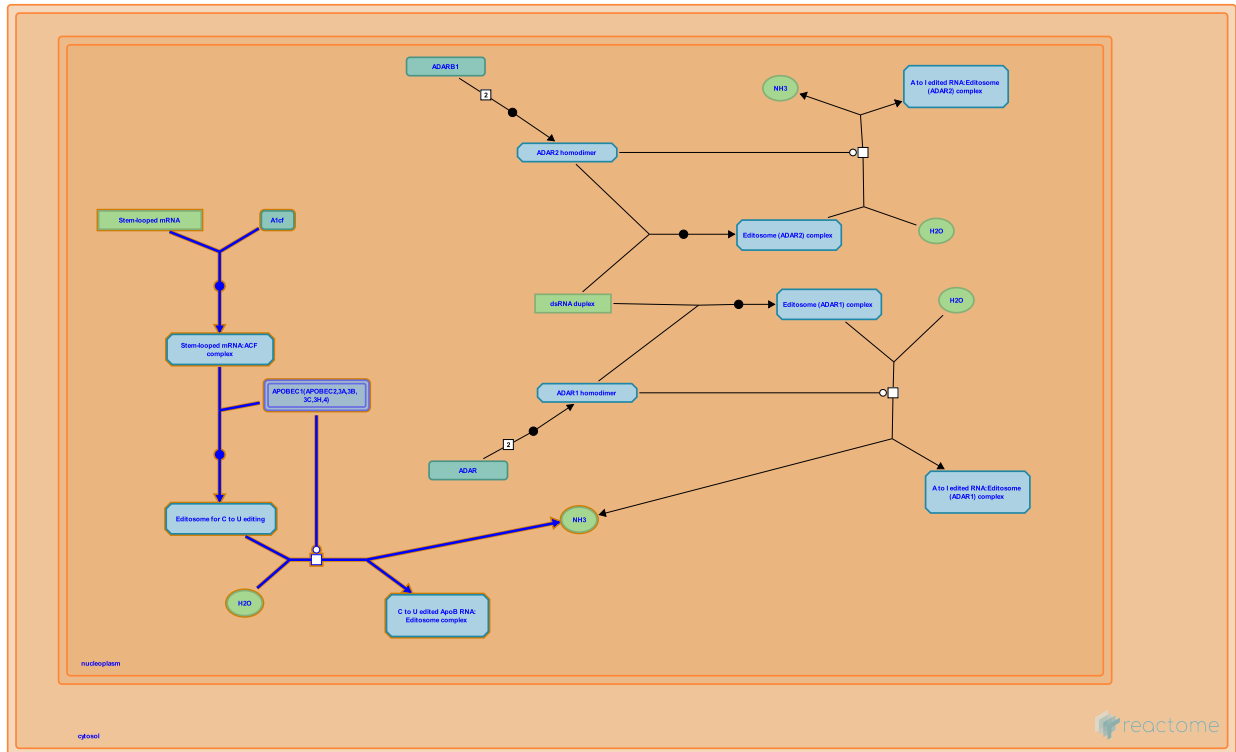 ADARB1
2
NH3
A to I edited RNA:Editosome
(ADAR2) complex
ADAR2 homodimer
Stem-looped mRNA
A1cf
Editosome (ADAR2) complex
H2O
dsRNA duplex
Editosome (ADAR1) complex
H2O
Stem-looped mRNA:ACF
complex
APOBEC1(APOBEC2,3A,3B,
3C,3H,4)
ADAR1 homodimer
2
ADAR
A to I edited RNA:Editosome
(ADAR1) complex
Editosome for C to U editing
NH3
H2O
C to U edited ApoB RNA:
Editosome complex
nucleoplasm
cytosol
reactome